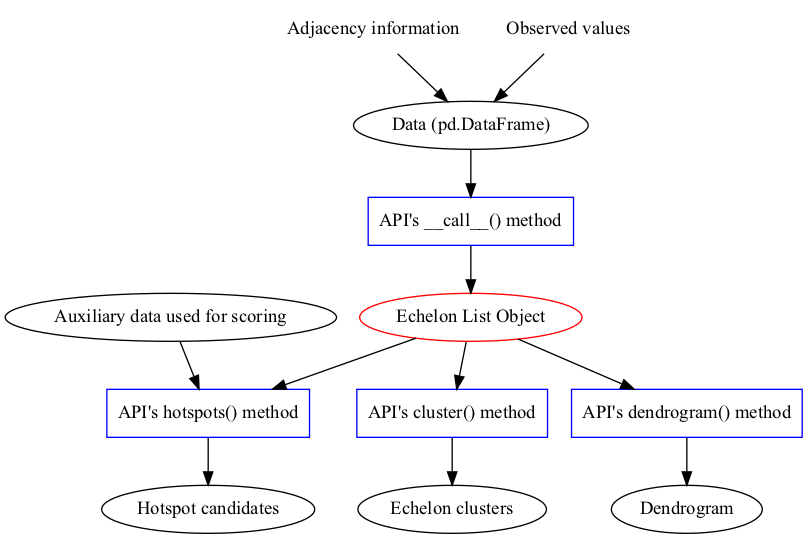 Adjacency information
Observed values
Data (pd.DataFrame)
API's __call__() method
Auxiliary data used for scoring
Echelon List Object
API's hotspots() method
API's cluster() method
API's dendrogram() method
Hotspot candidates
Echelon clusters
Dendrogram